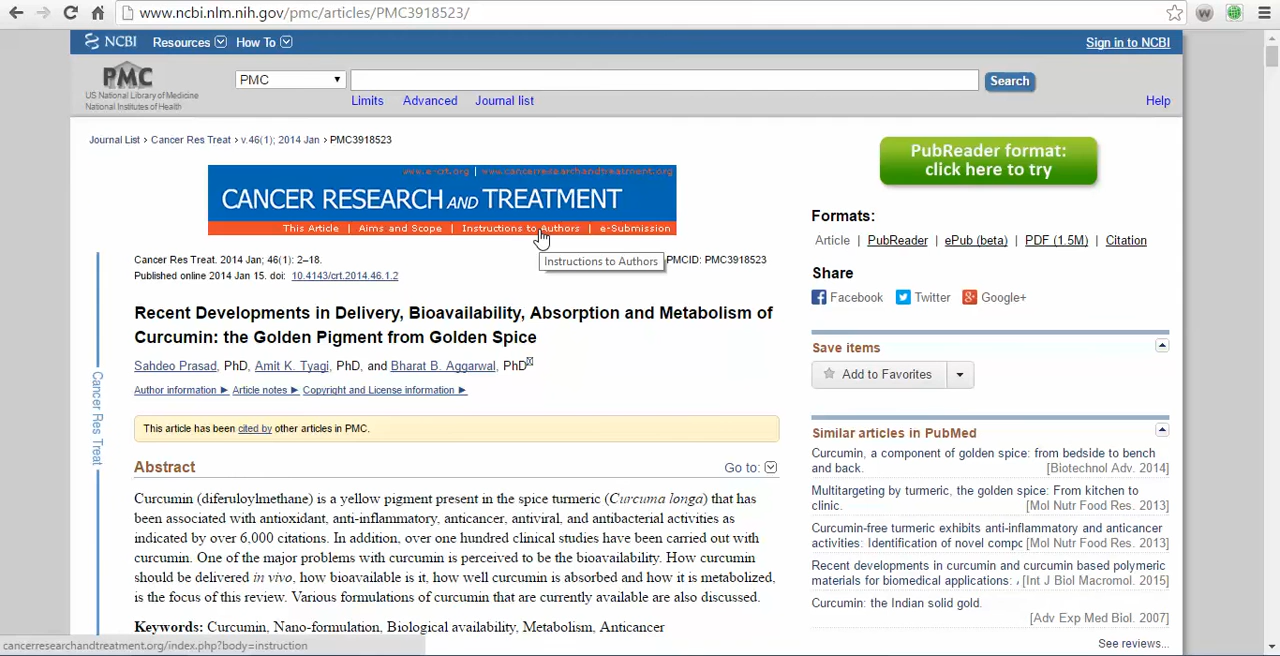 www.ncbi.nlm.nih.gov/pmc/articles/PMC3918523/
NCBI Resources How To Sign in to NCBI
PMC
US National Library of Medicine
National Institutes of Health
PMC Search
Limits Advanced Journal list Help
Journal List > Cancer Res Treat > v.46(1); 2014 Jan > PMC3918523
PubReader format:
click here to try
www.e-crt.org | www.cancerresearchandtreatment.org
CANCER RESEARCH AND TREATMENT
This Article | Aims and Scope | Instructions to Authors | e-Submission
Instructions to Authors
Cancer Res Treat. 2014 Jan; 46(1): 2–18. PMCID: PMC3918523
Published online 2014 Jan 15. doi: 10.4143/crt.2014.46.1.2
Recent Developments in Delivery, Bioavailability, Absorption and Metabolism of
Curcumin: the Golden Pigment from Golden Spice
Sahdeo Prasad, PhD, Amit K. Tyagi, PhD, and Bharat B. Aggarwal, PhD
Author information ► Article notes ► Copyright and License information ►
This article has been cited by other articles in PMC.
Cancer Res Treat
Abstract Go to:
Curcumin (diferuloylmethane) is a yellow pigment present in the spice turmeric (Curcuma longa) that has
been associated with antioxidant, anti-inflammatory, anticancer, antiviral, and antibacterial activities as
indicated by over 6,000 citations. In addition, over one hundred clinical studies have been carried out with
curcumin. One of the major problems with curcumin is perceived to be the bioavailability. How curcumin
should be delivered in vivo, how bioavailable is it, how well curcumin is absorbed and how it is metabolized,
is the focus of this review. Various formulations of curcumin that are currently available are also discussed.
Keywords: Curcumin, Nano-formulation, Biological availability, Metabolism, Anticancer
Formats:
Article | PubReader | ePub (beta) | PDF (1.5M) | Citation
Share
Facebook Twitter Google+
Save items
Add to Favorites
Similar articles in PubMed
Curcumin, a component of golden spice: from bedside to bench
and back. [Biotechnol Adv. 2014]
Multitargeting by turmeric, the golden spice: From kitchen to
clinic. [Mol Nutr Food Res. 2013]
Curcumin-free turmeric exhibits anti-inflammatory and anticancer
activities: Identification of novel compo [Mol Nutr Food Res. 2013]
Recent developments in curcumin and curcumin based polymeric
materials for biomedical applications: [Int J Biol Macromol. 2015]
Curcumin: the Indian solid gold.
[Adv Exp Med Biol. 2007]
See reviews...
cancerresearchandtreatment.org/index.php?body=instruction